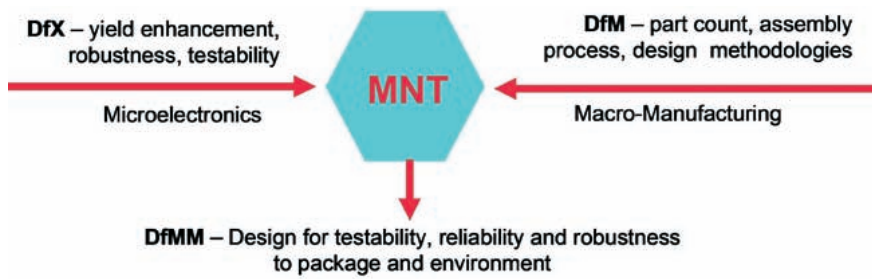 DfX – yield enhancement,
robustness, testability
Microelectronics
MNT
DfM – part count, assembly
process, design methodologies
Macro-Manufacturing
DfMM – Design for testability, reliability and robustness
to package and environment